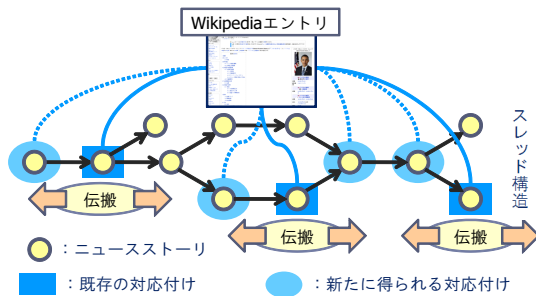 Wikipediaエントリ
スレッド構造
伝搬
伝搬
伝搬
：ニュースストーリ
：既存の対応付け
：新たに得られる対応付け